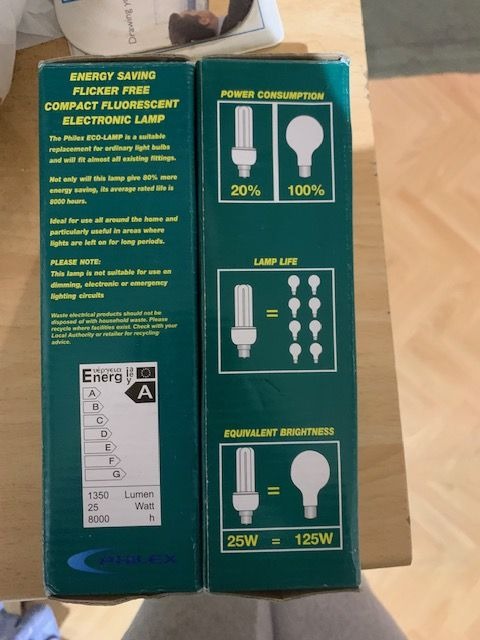 Drawing Y
ENERGY SAVING
FLICKER FREE
COMPACT FLUORESCENT
ELECTRONIC LAMP
The Philex ECO-LAMP is a suitable
replacement for ordinary light bulbs
and will fit almost all existing fittings.
Not only will this lamp give 80% more
energy saving, its average rated life is
8000 hours.
Ideal for use all around the home and
particularly useful in areas where
lights are left on for long periods.
PLEASE NOTE:
This lamp is not suitable for use on
dimming, electronic or emergency
lighting circuits
Waste electrical products should not be
disposed of with household waste. Please
recycle where facilities exist. Check with your
Local Authority or retailer for recycling
advice.
Energ
A
A
B
C
D
E
F
G
1350 Lumen
25 Watt
8000 h
PHILEX
POWER CONSUMPTION
20% 100%
LAMP LIFE
=
EQUIVALENT BRIGHTNESS
=
25W = 125W